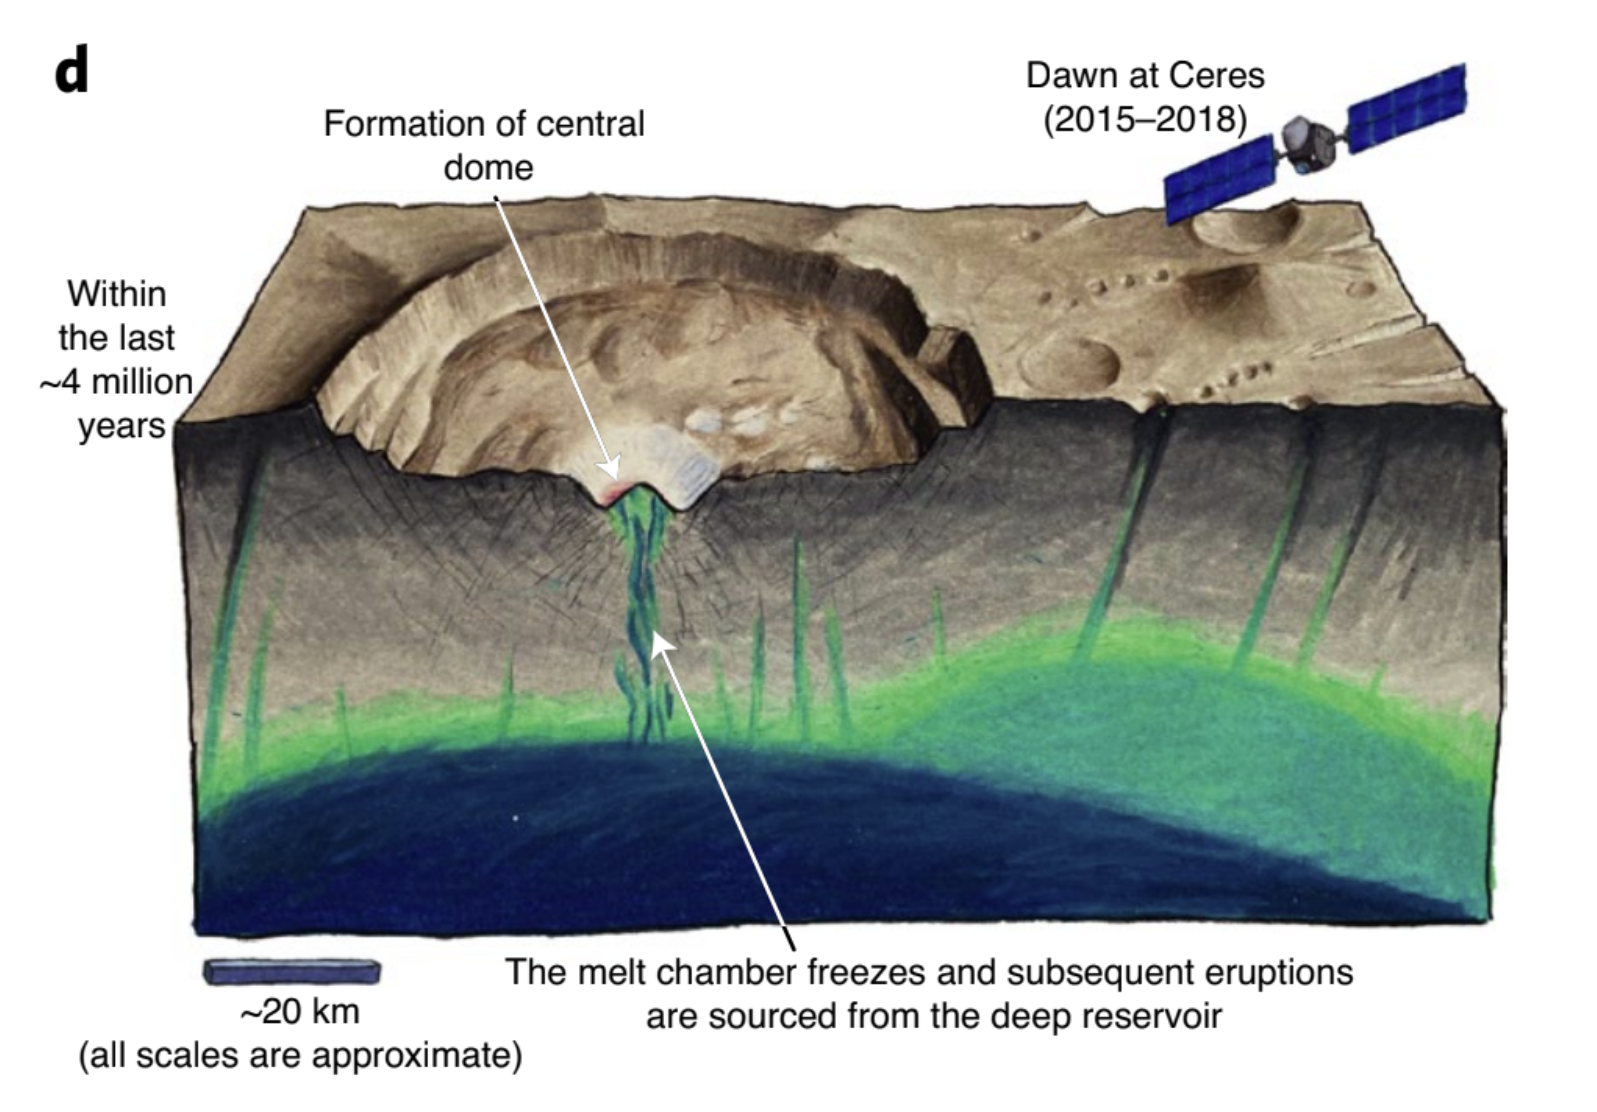 d
Dawn at Ceres
(2015–2018)
Formation of central
dome
Within
the last
~4 million
years
The melt chamber freezes and subsequent eruptions
are sourced from the deep reservoir
~20 km
(all scales are approximate)